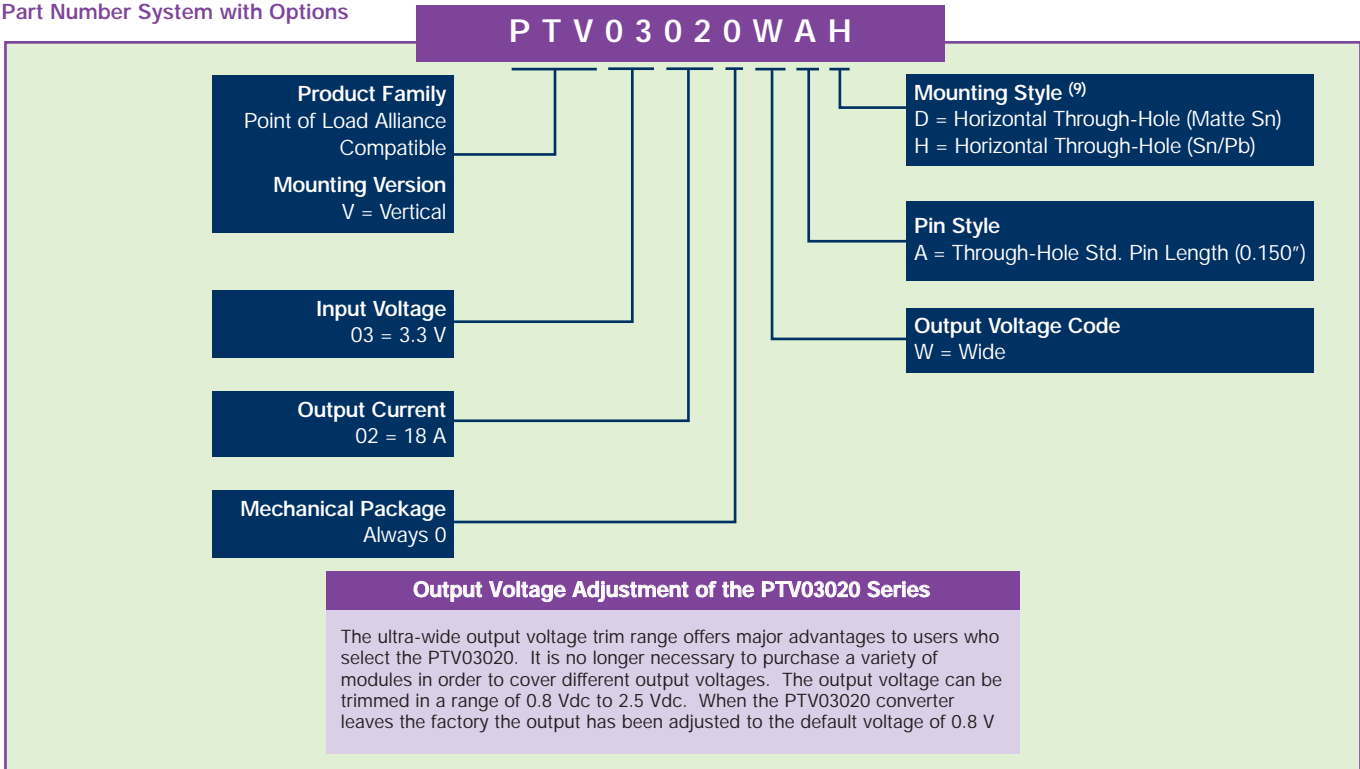 Part Number System with Options
P T V 0 3 0 2 0 W A H
Product Family
Point of Load Alliance
Compatible
Mounting Version
V = Vertical
Input Voltage
03 = 3.3 V
Output Current
02 = 18 A
Mechanical Package
Always 0
Mounting Style (9)
D = Horizontal Through-Hole (Matte Sn)
H = Horizontal Through-Hole (Sn/Pb)
Pin Style
A = Through-Hole Std. Pin Length (0.150″)
Output Voltage Code
W = Wide
Output Voltage Adjustment of the PTV03020 Series
The ultra-wide output voltage trim range offers major advantages to users who
select the PTV03020. It is no longer necessary to purchase a variety of
modules in order to cover different output voltages. The output voltage can be
trimmed in a range of 0.8 Vdc to 2.5 Vdc. When the PTV03020 converter
leaves the factory the output has been adjusted to the default voltage of 0.8 V